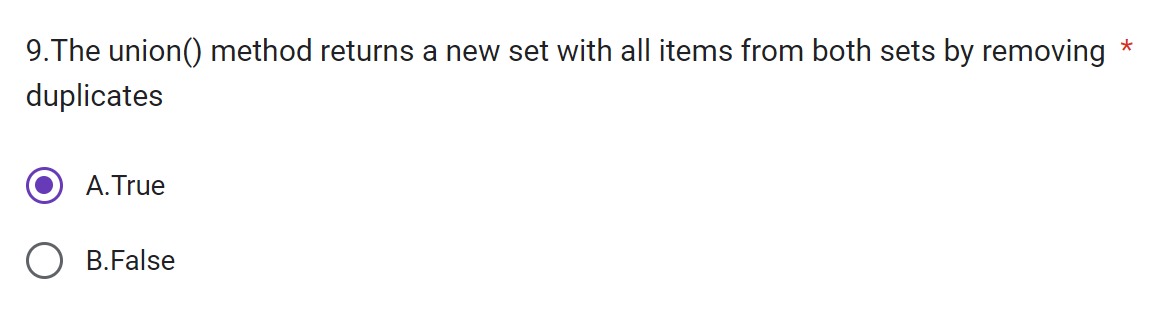 9.The union() method returns a new set with all items from both sets by removing *
duplicates
A.True
B.False